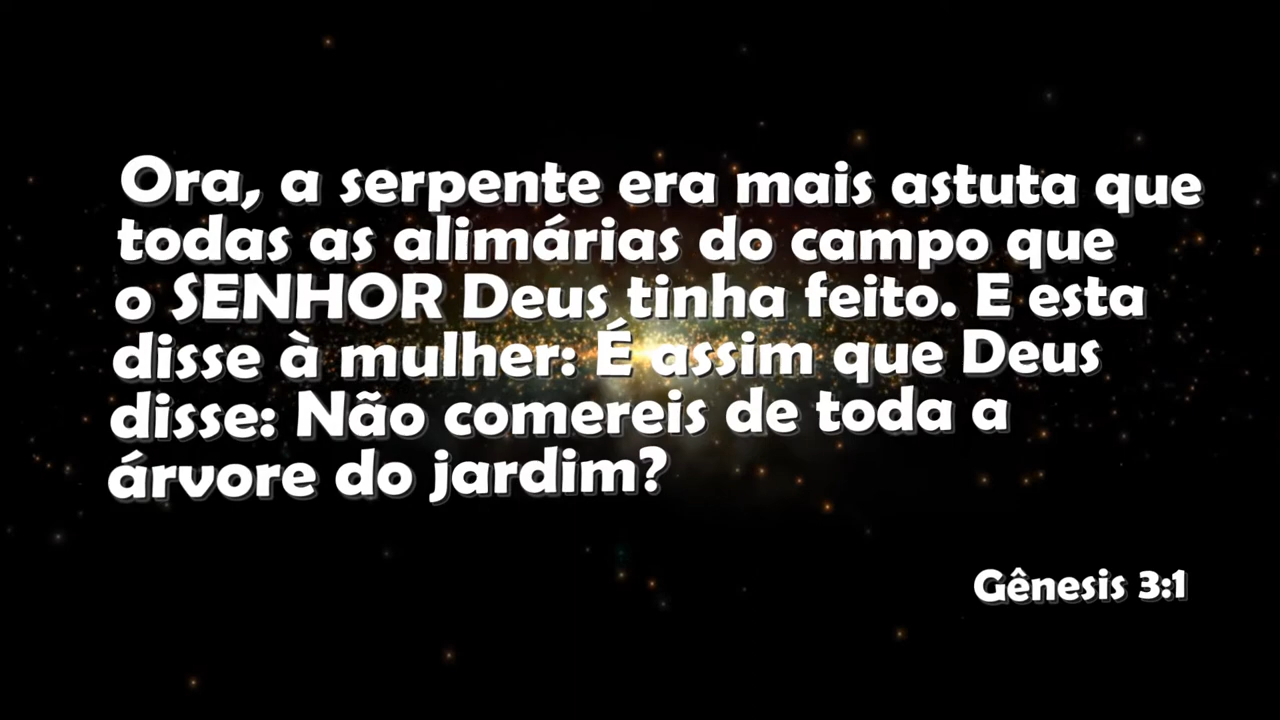 Ora, a serpente era mais astuta que
todas as alimárias do campo que
o SENHOR Deus tinha feito. E esta
disse à mulher: É assim que Deus
disse: Não comereis de toda a
árvore do jardim?
Gênesis 3:1